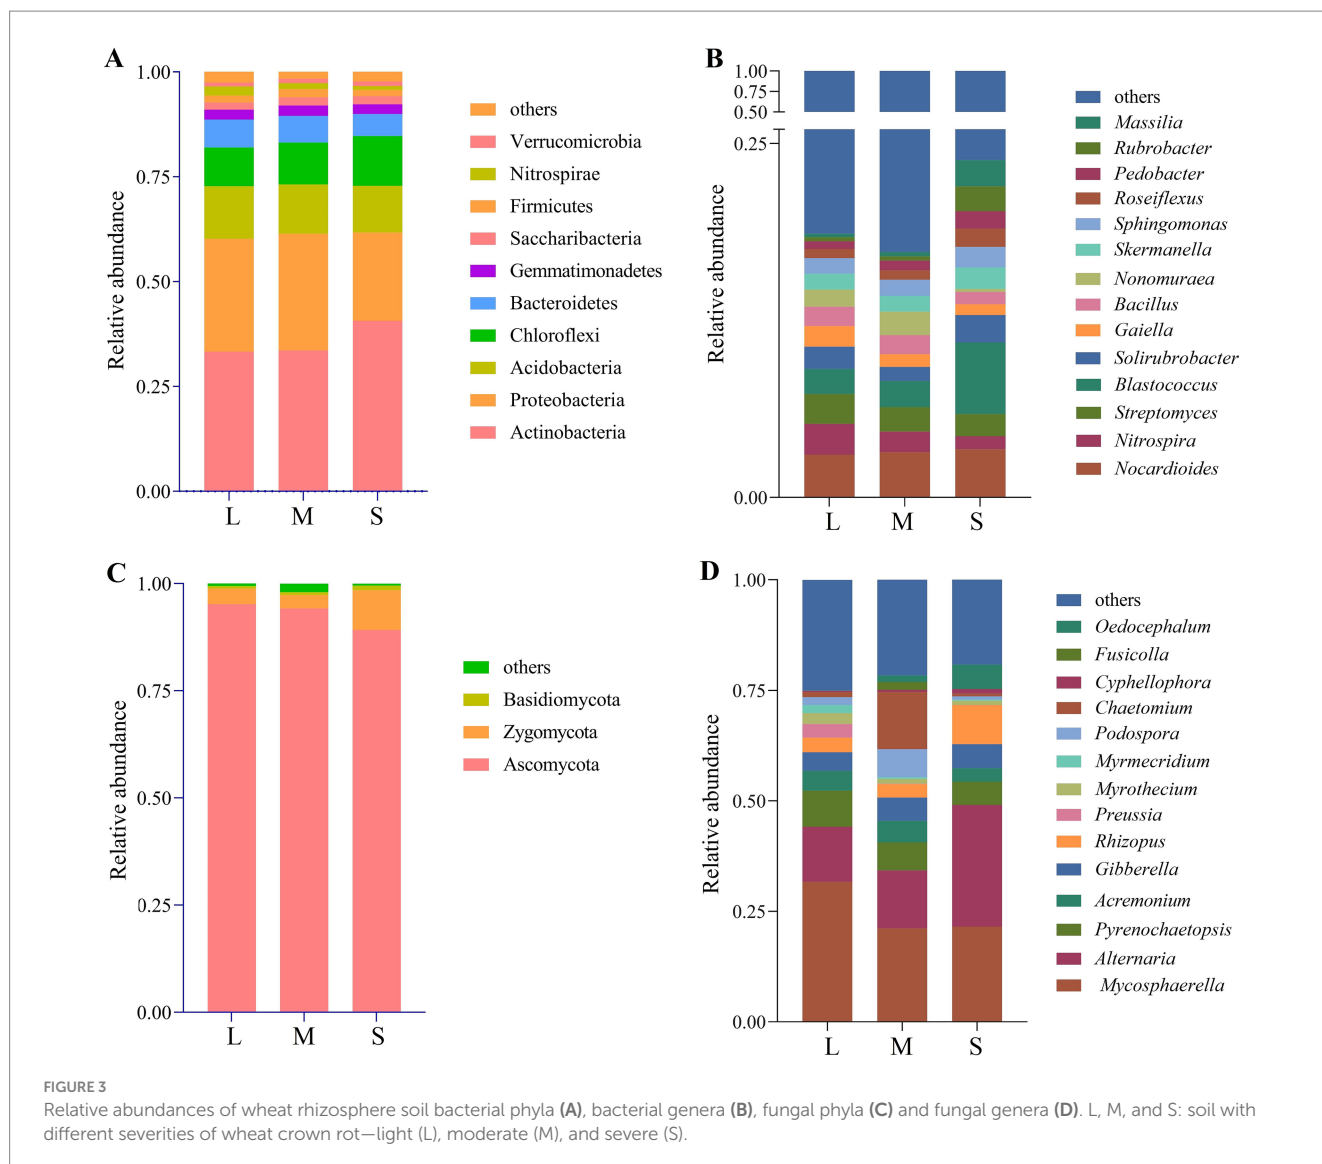 A
1.00
0.75
0.50
0.25
0.00
Relative abundance
L M S
others
Verrucomicrobia
Nitrospirae
Firmicutes
Saccharibacteria
Gemmatimonadetes
Bacteroidetes
Chloroflexi
Acidobacteria
Proteobacteria
Actinobacteria
B
1.00
0.75
0.50
0.25
0.00
Relative abundance
L M S
others
Massilia
Rubrobacter
Pedobacter
Roseiflexus
Sphingomonas
Skermanella
Nonomuraea
Bacillus
Gaiella
Solirubrobacter
Blastococcus
Streptomyces
Nitrospira
Nocardioides
C
1.00
0.75
0.50
0.25
0.00
Relative abundance
L M S
others
Basidiomycota
Zygomycota
Ascomycota
D
1.00
0.75
0.50
0.25
0.00
Relative abundance
L M S
others
Oedocephalum
Fusicolla
Cyphellophora
Chaetomium
Podospora
Myrmecridium
Myrothecium
Preussia
Rhizopus
Gibberella
Acremonium
Pyrenochaetopsis
Alternaria
Mycosphaerella
FIGURE 3
Relative abundances of wheat rhizosphere soil bacterial phyla (A), bacterial genera (B), fungal phyla (C) and fungal genera (D). L, M, and S: soil with
different severities of wheat crown rot—light (L), moderate (M), and severe (S).